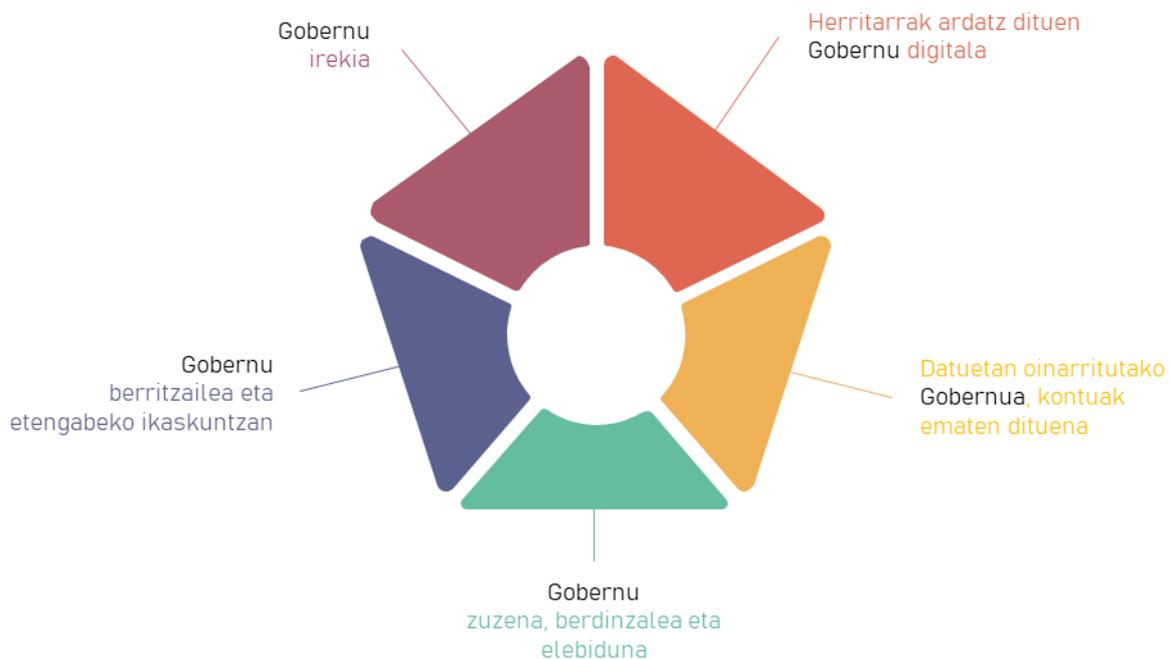 Gobernu
irekia
Herritarrak ardatz dituen
Gobernu digitala
Gobernu
berritzailea eta
etengabeko ikaskuntzan
Datuetan oinarritutako
Gobernua, kontuak
ematen dituena
Gobernu
zuzena, berdinzalea eta
elebiduna